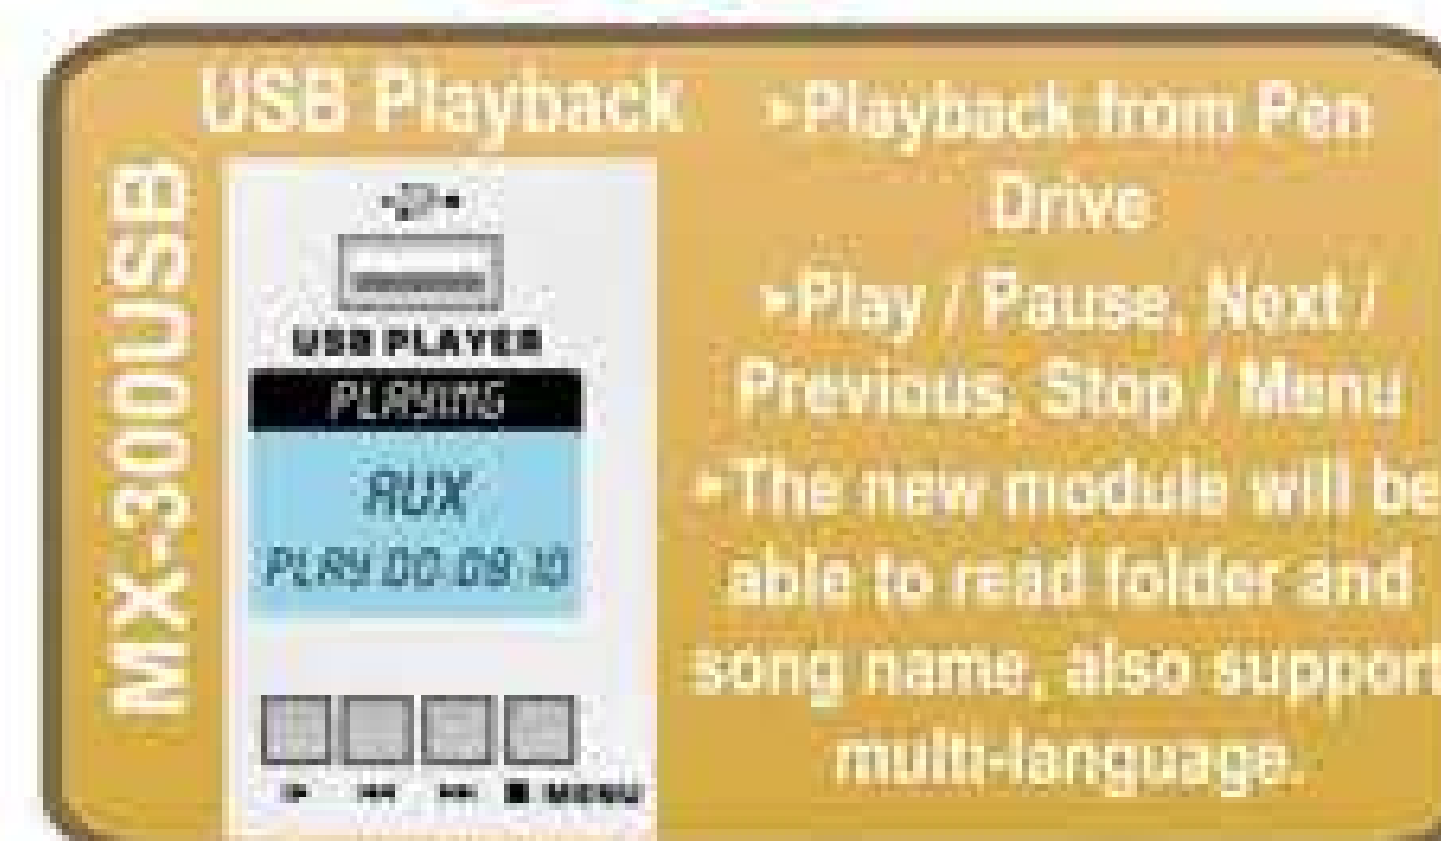 USB Playback
MX-300USB
USB PLAYER
PLAYING
AUX
PLAY 00:09:10
MENU
▸Playback from Pen
Drive
▸Play / Pause, Next /
Previous, Stop / Menu
▸The new module will be
able to read folder and
song name, also support
multi-language.